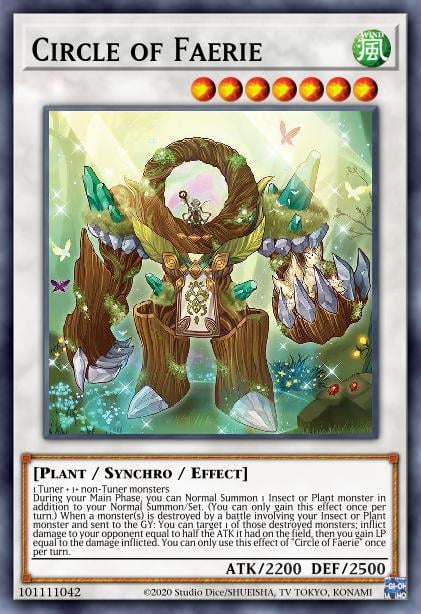 CIRCLE OF FAERIE
WIND
風
[PLANT / SYNCHRO / EFFECT]
1 Tuner + 1+ non-Tuner monsters
During your Main Phase, you can Normal Summon 1 Insect or Plant monster in
addition to your Normal Summon/Set. (You can only gain this effect once per
turn.) When a monster(s) is destroyed by a battle involving your Insect or Plant
monster and sent to the GY: You can target 1 of those destroyed monsters; inflict
damage to your opponent equal to half the ATK it had on the field, then you gain LP
equal to the damage inflicted. You can only use this effect of "Circle of Faerie" once
per turn.
ATK/2200 DEF/2500
101111042
©2020 Studio Dice/SHUEISHA, TV TOKYO, KONAMI